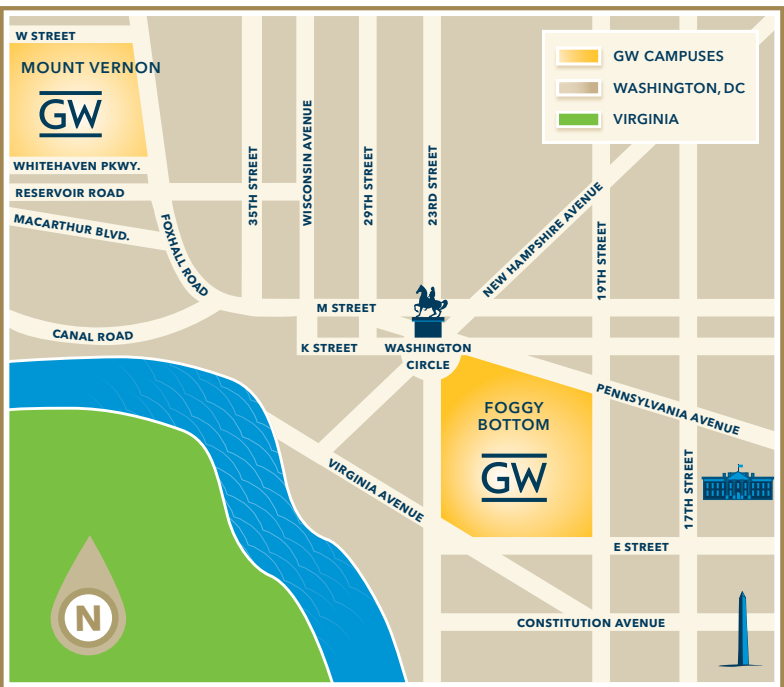 W STREET
MOUNT VERNON
GW
WHITEHAVEN PKWY.
RESERVOIR ROAD
MACARTHUR BLVD.
FOXHALL ROAD
CANAL ROAD
35TH STREET
WISCONSIN AVENUE
29TH STREET
23RD STREET
NEW HAMPSHIRE AVENUE
19TH STREET
GW CAMPUSES
WASHINGTON, DC
VIRGINIA
M STREET
K STREET
WASHINGTON
CIRCLE
PENNSYLVANIA AVENUE
FOGGY
BOTTOM
GW
VIRGINIA AVENUE
17TH STREET
E STREET
CONSTITUTION AVENUE
N